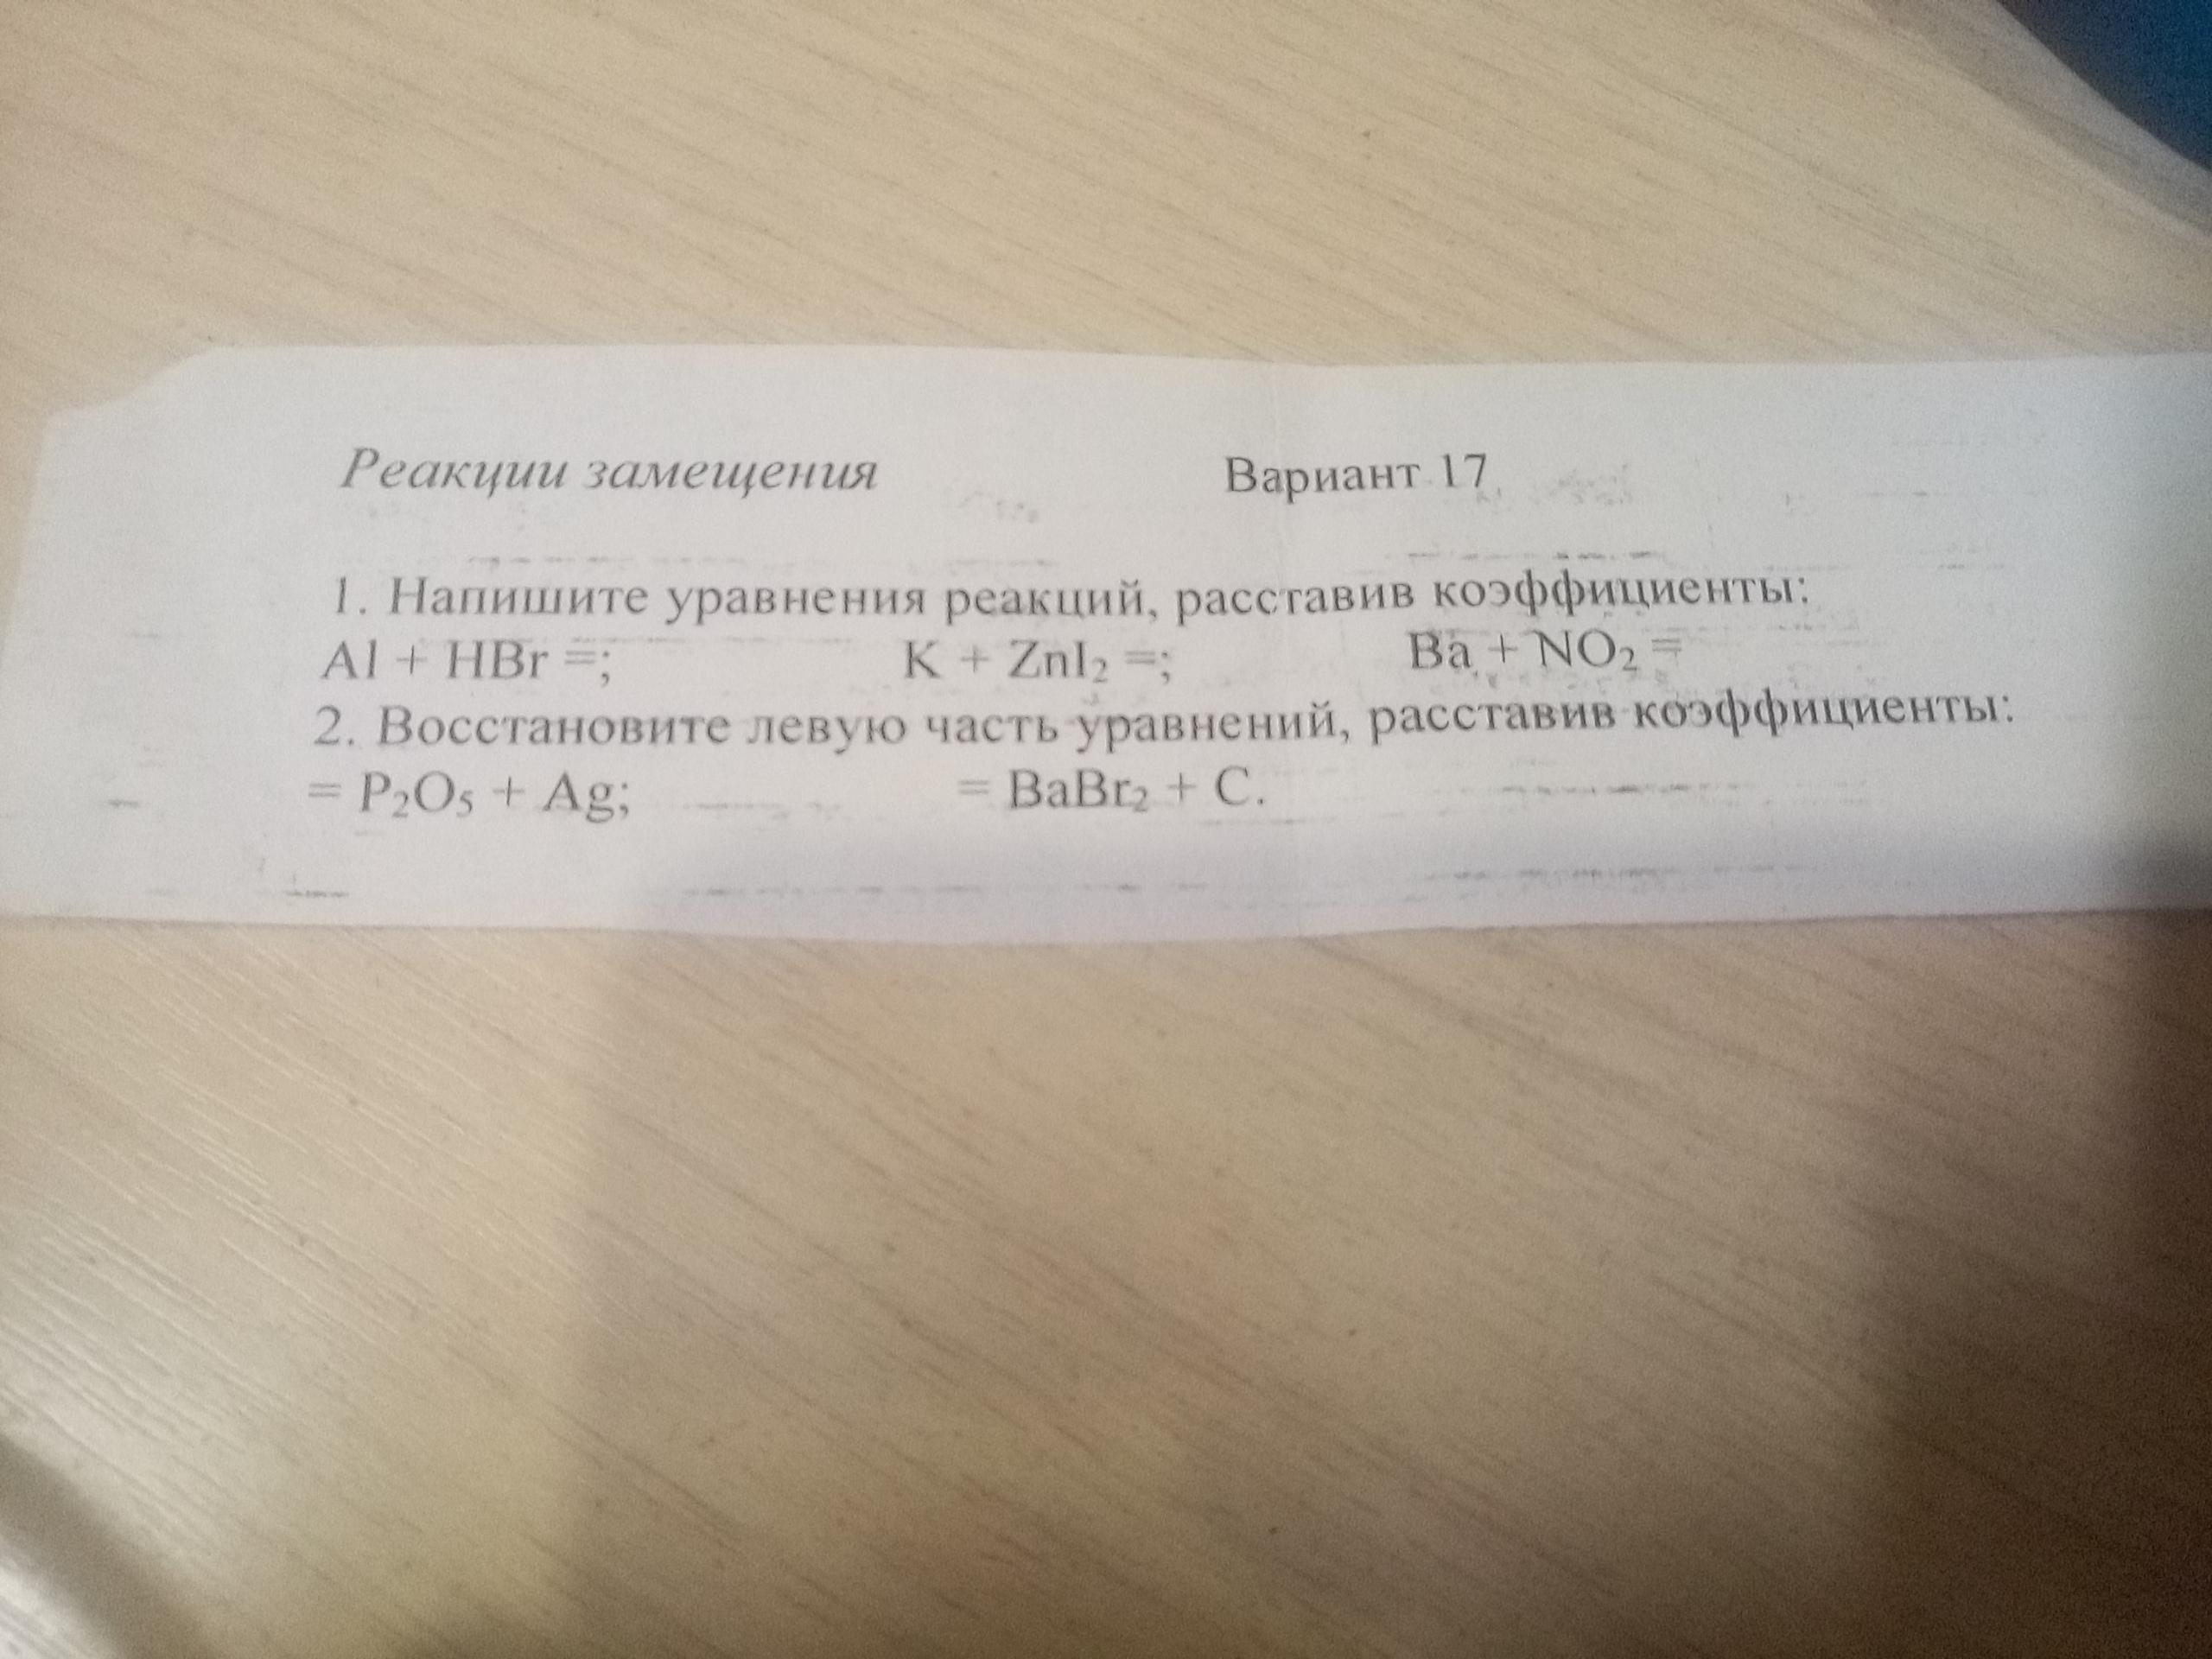 Реакции замещения Вариант 17
1. Напишите уравнения реакций, расставив коэффициенты:
Al + HBr =; K + ZnI₂ =; Ba + NO₂ =
2. Восстановите левую часть уравнений, расставив коэффициенты:
= P₂O₅ + Ag; = BaBr₂ + C.